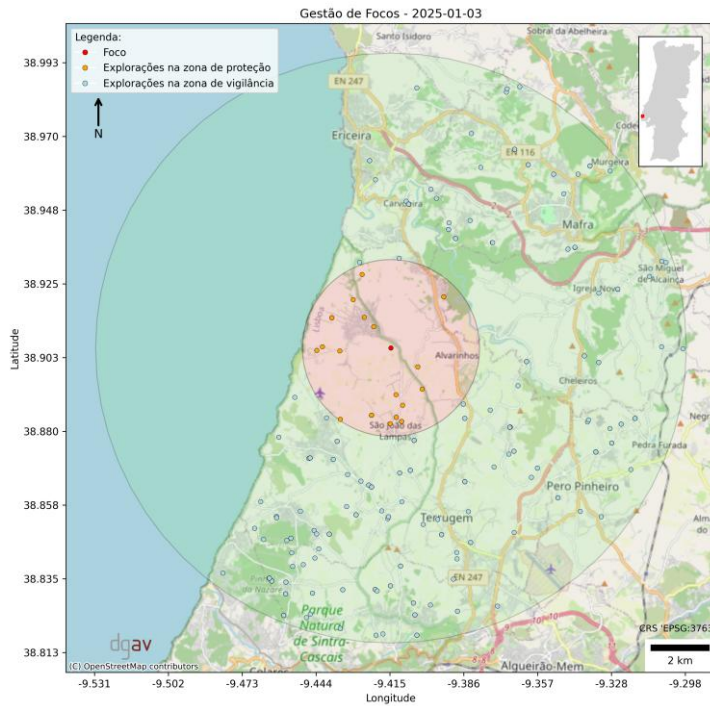 Gestão de Focos - 2025-01-03
Legenda:
Foco
Explorações na zona de proteção
Explorações na zona de vigilância
N
Santo Isidoro
Sobral da Abelheira
EN 247
Ericeira
EN 116
Murgeira
Carvoeira
Mafra
São Miguel
de Alcainça
Igreja Nova
Lisboa
Alvarinhos
Cheleiros
São João das
Lampas
Pedra Furada
Pero Pinheiro
Terrugem
EN 247
Parque
Natural
de Sintra-
Cascais
Colares
Algueirão-Mem
dgav
(C) OpenStreetMap contributors
CRS 'EPSG:3763
2 km
Latitude
38.993
38.970
38.948
38.925
38.903
38.880
38.858
38.835
38.813
-9.531
-9.502
-9.473
-9.444
-9.415
-9.386
-9.357
-9.328
-9.298
Longitude